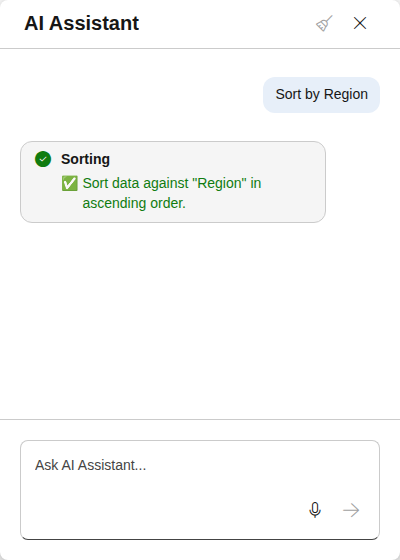 AI Assistant
Sort by Region
Sorting
✅ Sort data against "Region" in
ascending order.
Ask AI Assistant...